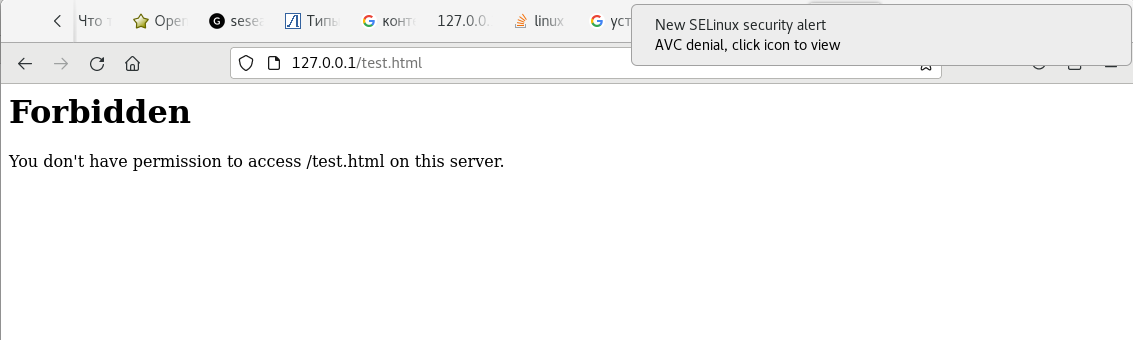 Что Open sesea Типы конте 127.0.0. linux уст
New SELinux security alert
AVC denial, click icon to view
127.0.0.1/test.html
Forbidden
You don't have permission to access /test.html on this server.